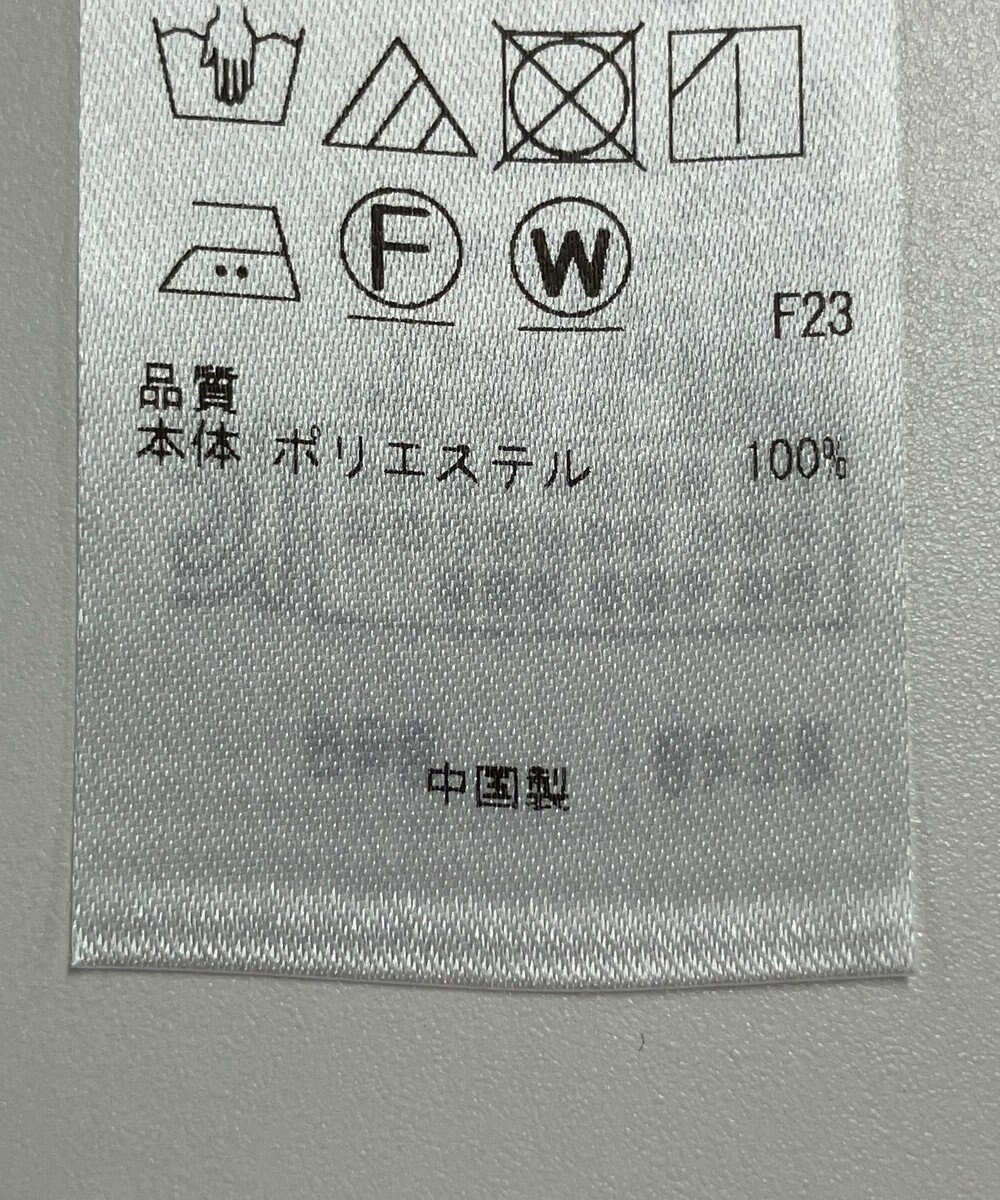 F
W
F23
品質
本体 ポリエステル 100%
中国製